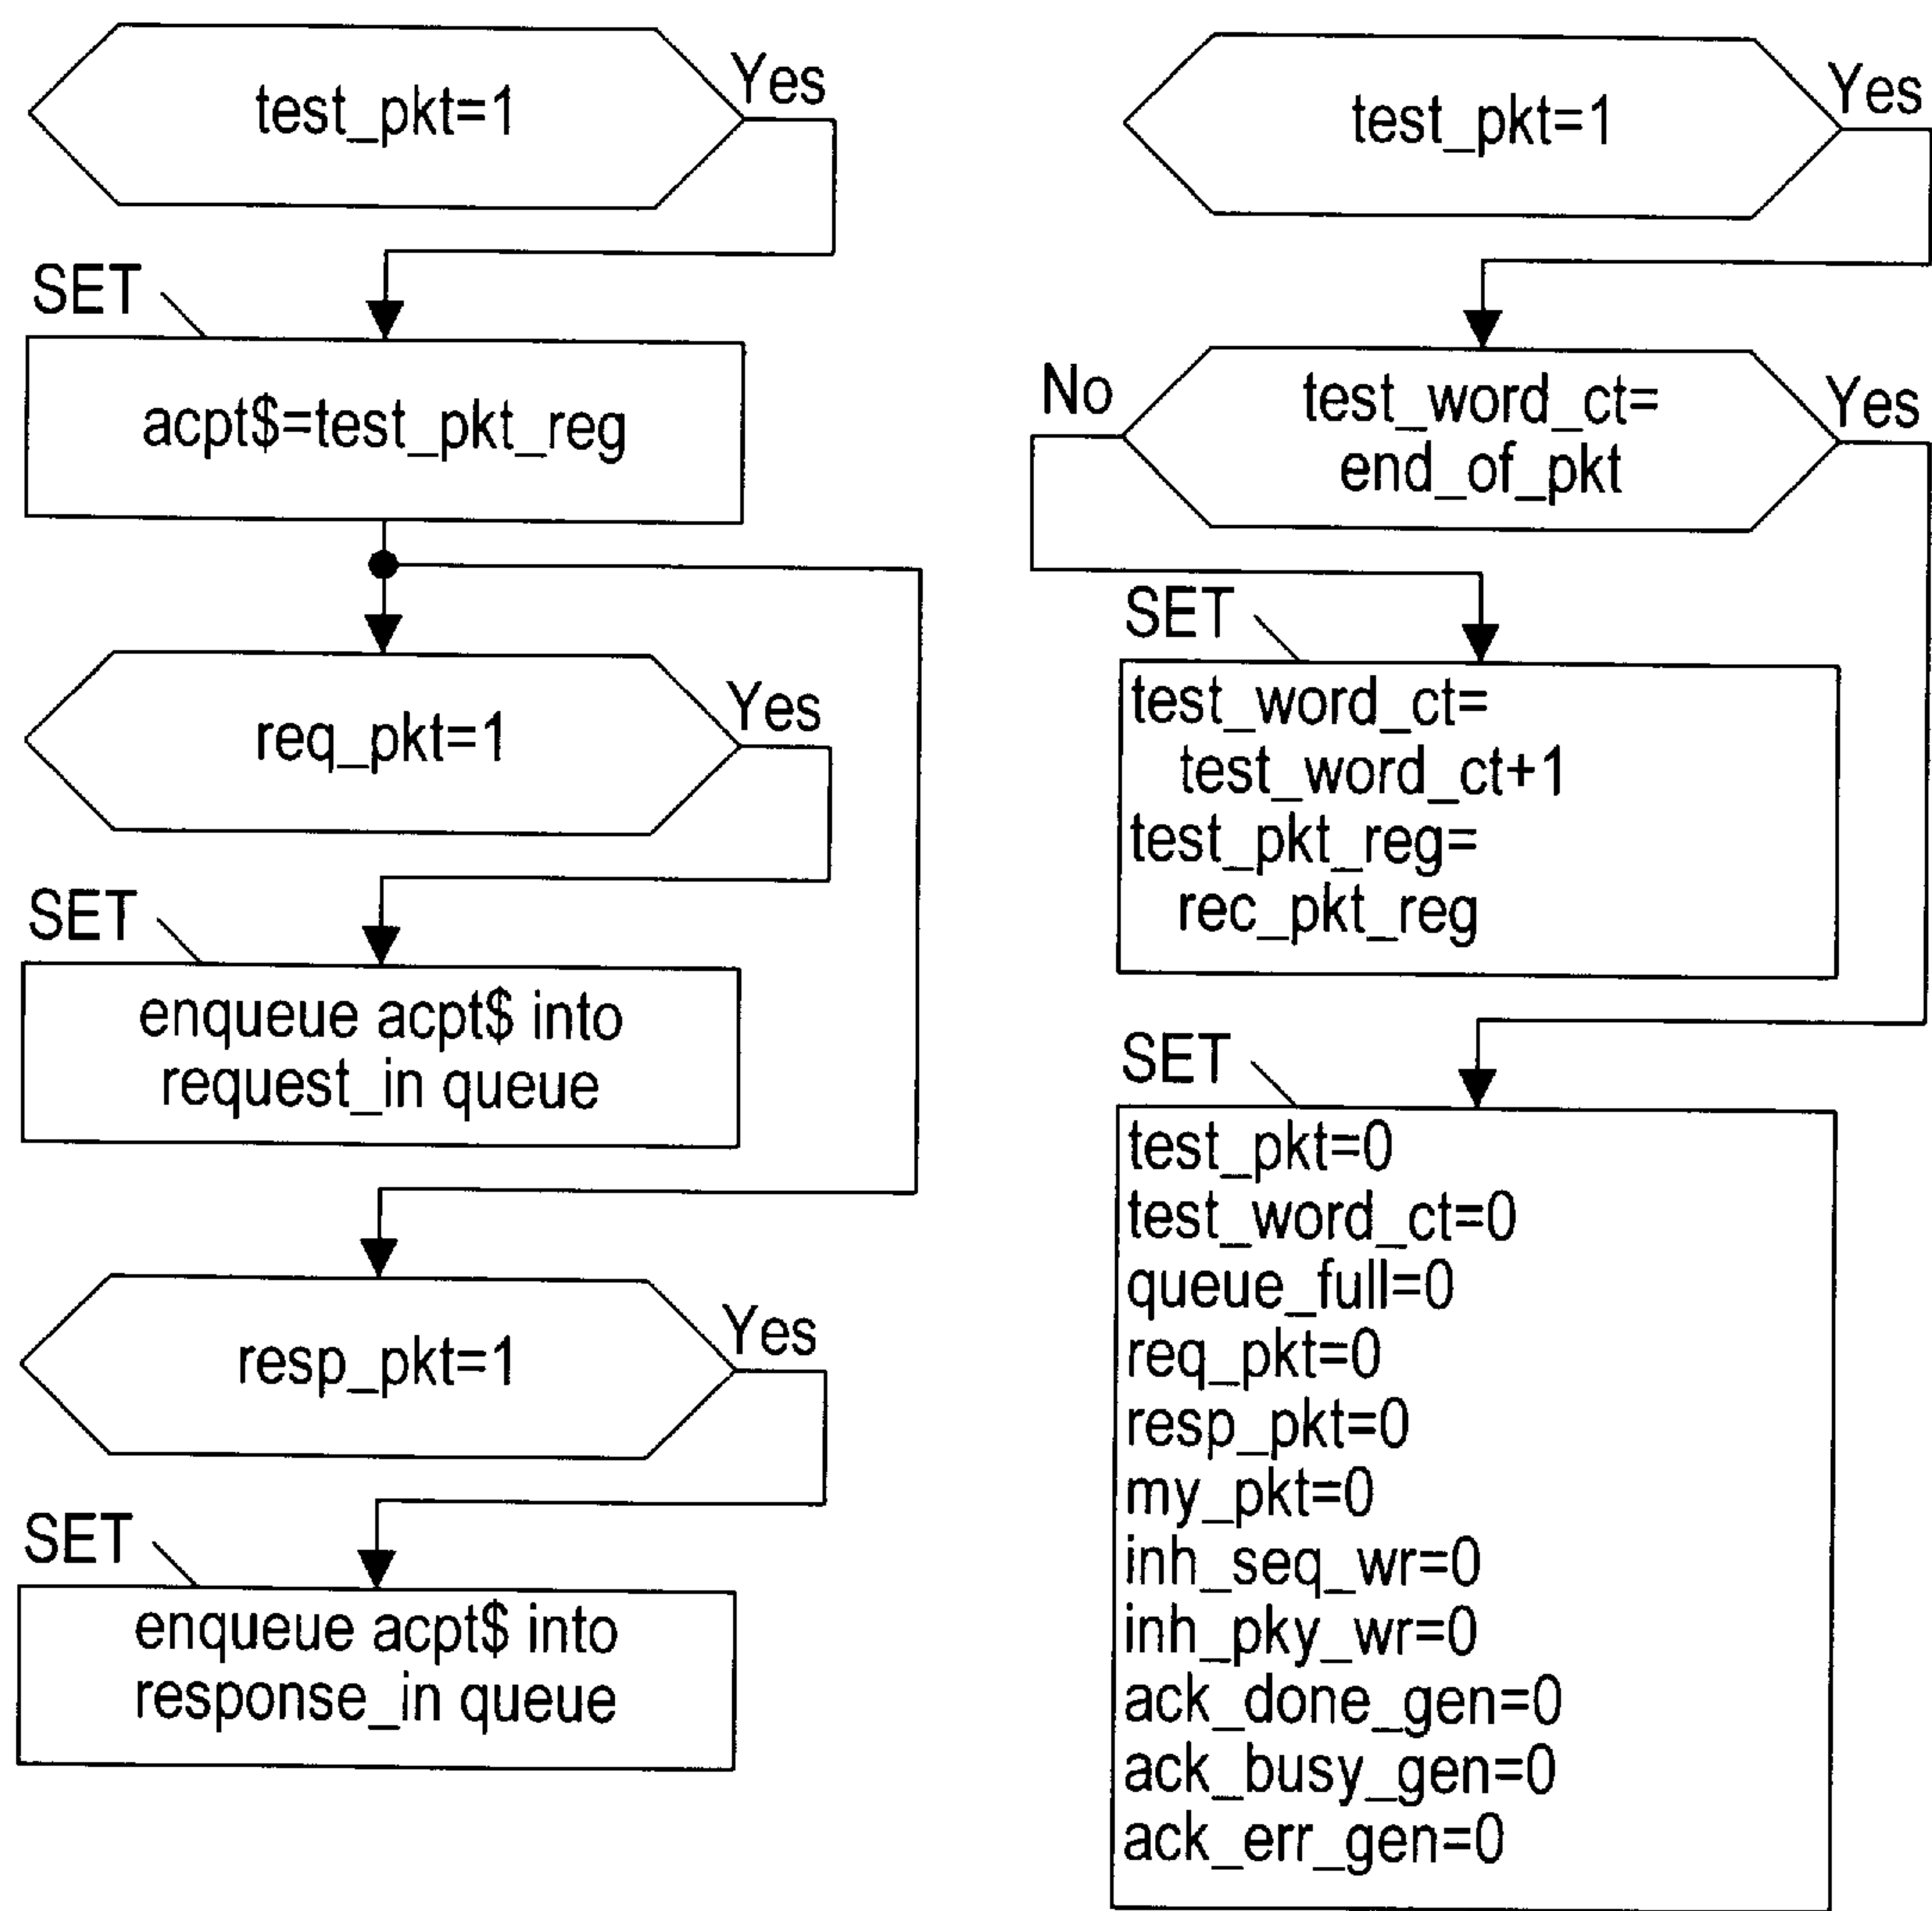 test_pkt=1
Yes
SET
acpt$=test_pkt_reg
req_pkt=1
Yes
SET
enqueue acpt$ into
request_in queue
resp_pkt=1
Yes
SET
enqueue acpt$ into
response_in queue
test_pkt=1
Yes
No
test_word_ct=
end_of_pkt
Yes
SET
test_word_ct=
test_word_ct+1
test_pkt_reg=
rec_pkt_reg
SET
test_pkt=0
test_word_ct=0
queue_full=0
req_pkt=0
resp_pkt=0
my_pkt=0
inh_seq_wr=0
inh_pky_wr=0
ack_done_gen=0
ack_busy_gen=0
ack_err_gen=0